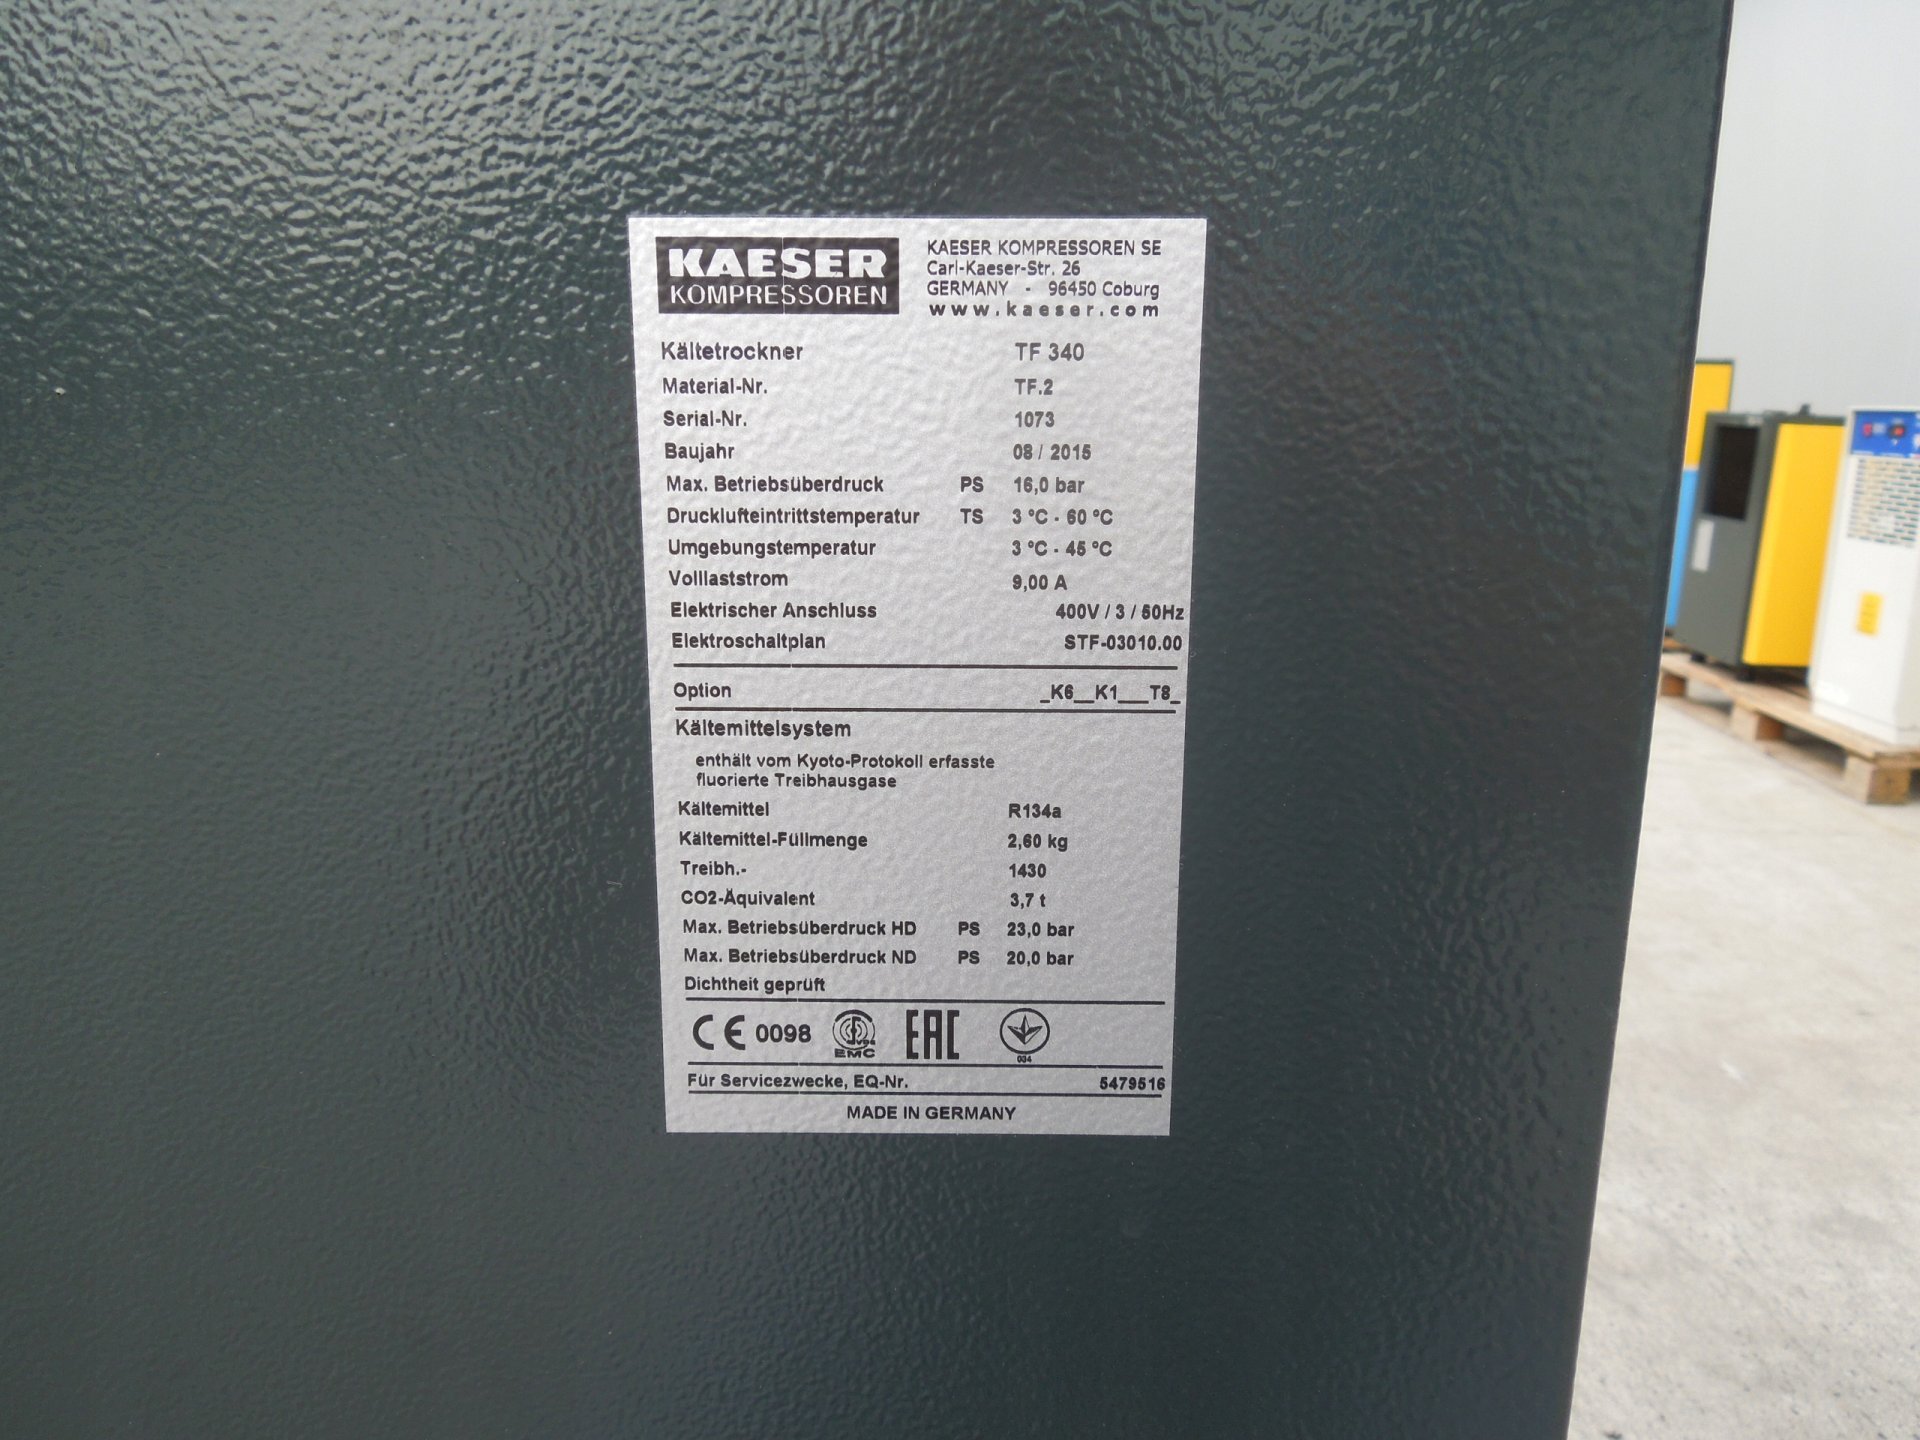 KAESER
KOMPRESSOREN
KAESER KOMPRESSOREN SE
Carl-Kaeser-Str. 26
GERMANY - 96450 Coburg
www.kaeser.com
Kältetrockner TF 340
Material-Nr. TF.2
Serial-Nr. 1073
Baujahr 08 / 2015
Max. Betriebsüberdruck PS 16,0 bar
Drucklufteintrittstemperatur TS 3 °C - 60 °C
Umgebungstemperatur 3 °C - 45 °C
Volllaststrom 9,00 A
Elektrischer Anschluss 400V / 3 / 50Hz
Elektroschaltplan STF-03010.00
Option _K6__K1___T8_
Kältemittelsystem
enthält vom Kyoto-Protokoll erfasste
fluorierte Treibhausgase
Kältemittel R134a
Kältemittel-Füllmenge 2,60 kg
Treibh.- 1430
CO2-Äquivalent 3,7 t
Max. Betriebsüberdruck HD PS 23,0 bar
Max. Betriebsüberdruck ND PS 20,0 bar
Dichtheit geprüft
CE 0098 EMC EAC 034
Für Servicezwecke, EQ-Nr. 5479516
MADE IN GERMANY